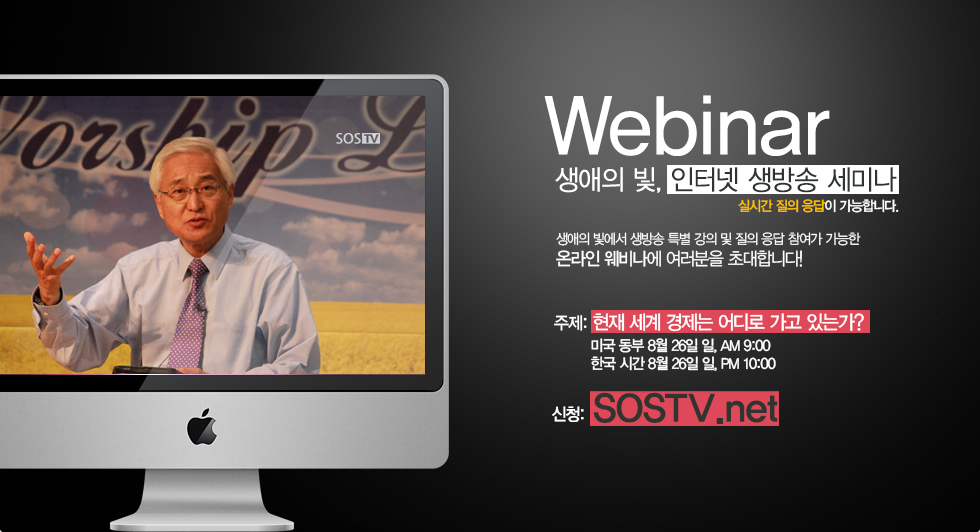 Worship L
SOSTV
Webinar
생애의 빛, 인터넷 생방송 세미나
실시간 질의 응답이 가능합니다.
생애의 빛에서 생방송 특별 강의 및 질의 응답 참여가 가능한
온라인 웨비나에 여러분을 초대합니다!
주제: 현재 세계 경제는 어디로 가고 있는가?
미국 동부 8월 26일 일, AM 9:00
한국 시간 8월 26일 일, PM 10:00
신청: SOSTV.net